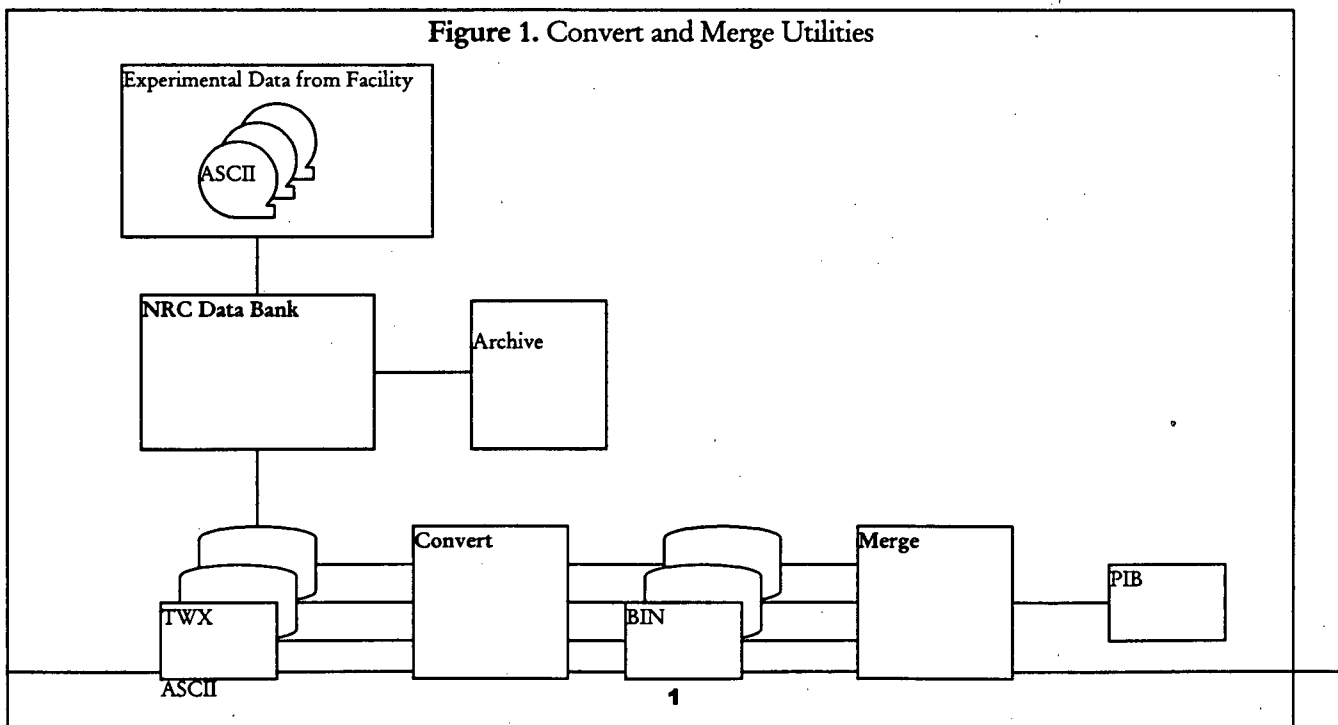 Figure 1. Convert and Merge Utilities
Experimental Data from Facility
ASCII
NRC Data Bank
Archive
Convert
Merge
PIB
TWX
BIN
ASCII
1